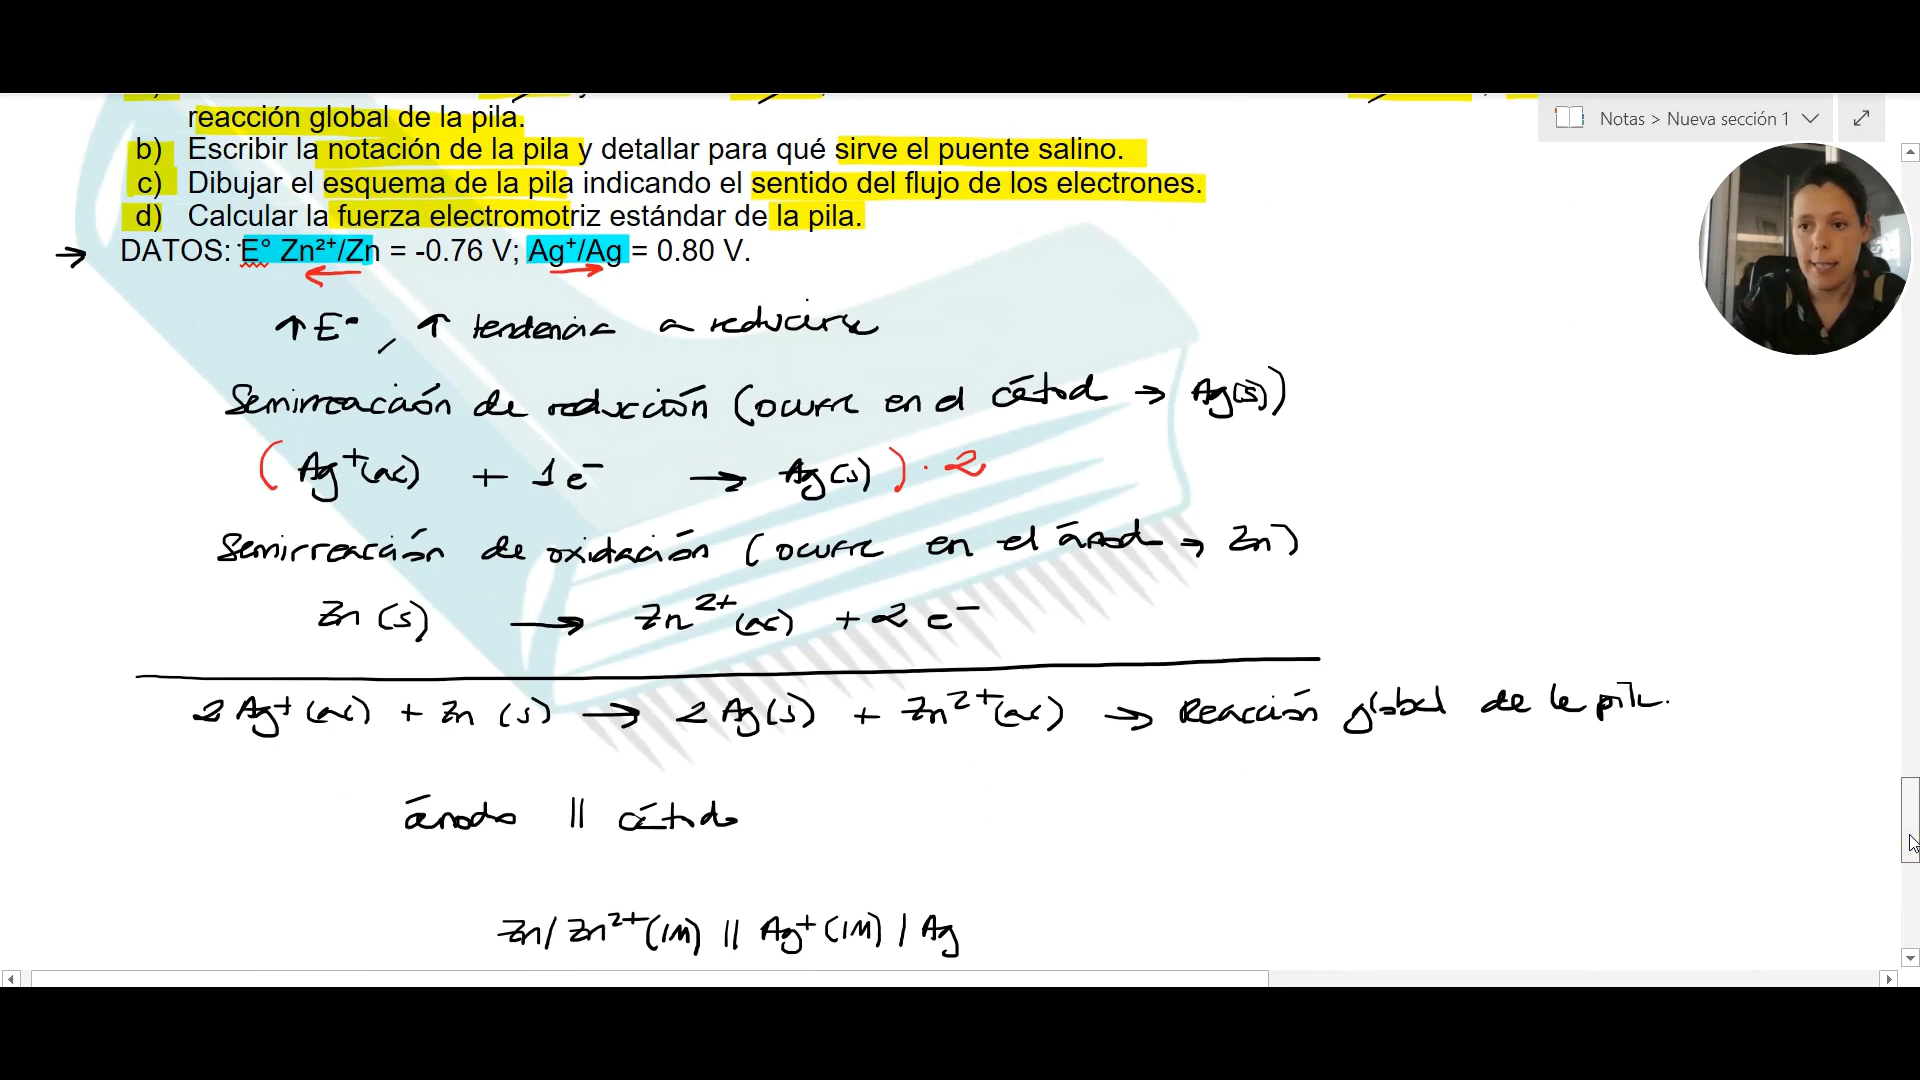 reacción global de la pila.
Notas > Nueva sección 1
b) Escribir la notación de la pila y detallar para qué sirve el puente salino.
c) Dibujar el esquema de la pila indicando el sentido del flujo de los electrones.
d) Calcular la fuerza electromotriz estándar de la pila.
→ DATOS: E° Zn²⁺/Zn = -0.76 V; Ag⁺/Ag = 0.80 V.
↑ E°, ↑ tendencia a reducirse
Semirreacción de reducción (ocurre en el cátodo → Ag(s))
(Ag⁺(ac) + 1e⁻ → Ag(s)) · 2
Semirreacción de oxidación (ocurre en el ánodo → Zn)
Zn (s) → Zn²⁺(ac) + 2 e⁻
2 Ag⁺(ac) + Zn (s) → 2 Ag(s) + Zn²⁺(ac) → Reacción global de la pila.
ánodo || cátodo
Zn/Zn²⁺(1M) || Ag⁺(1M) | Ag